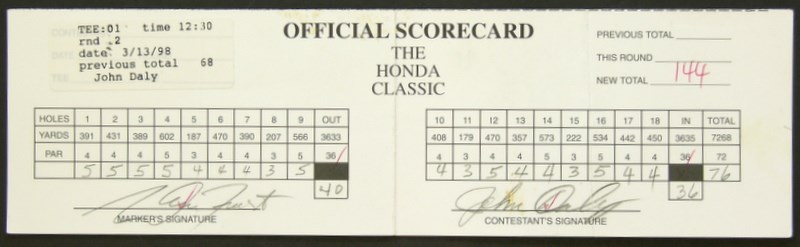 TEE:01 time
rnd 2
date 3/13/98
previous total 68
John Daly
OFFICIAL SCORECARD
THE
HONDA
CLASSIC
PREVIOUS TOTAL
THIS ROUND
NEW TOTAL 144
HOLES 1 2 3 4 5 6 7 8 9 OUT
YARDS 391 431 389 602 187 470 390 207 566 3633
PAR 4 4 4 5 3 4 4 3 5 36
5 5 5 5 4 4 4 3 5
40
MARKER'S SIGNATURE
10 11 12 13 14 15 16 17 18 IN TOTAL
408 179 470 357 573 222 534 442 450 3635 7268
4 3 4 4 5 3 5 4 4 36 72
4 3 5 4 4 3 5 4 4 76
36
John Daly
CONTESTANT'S SIGNATURE